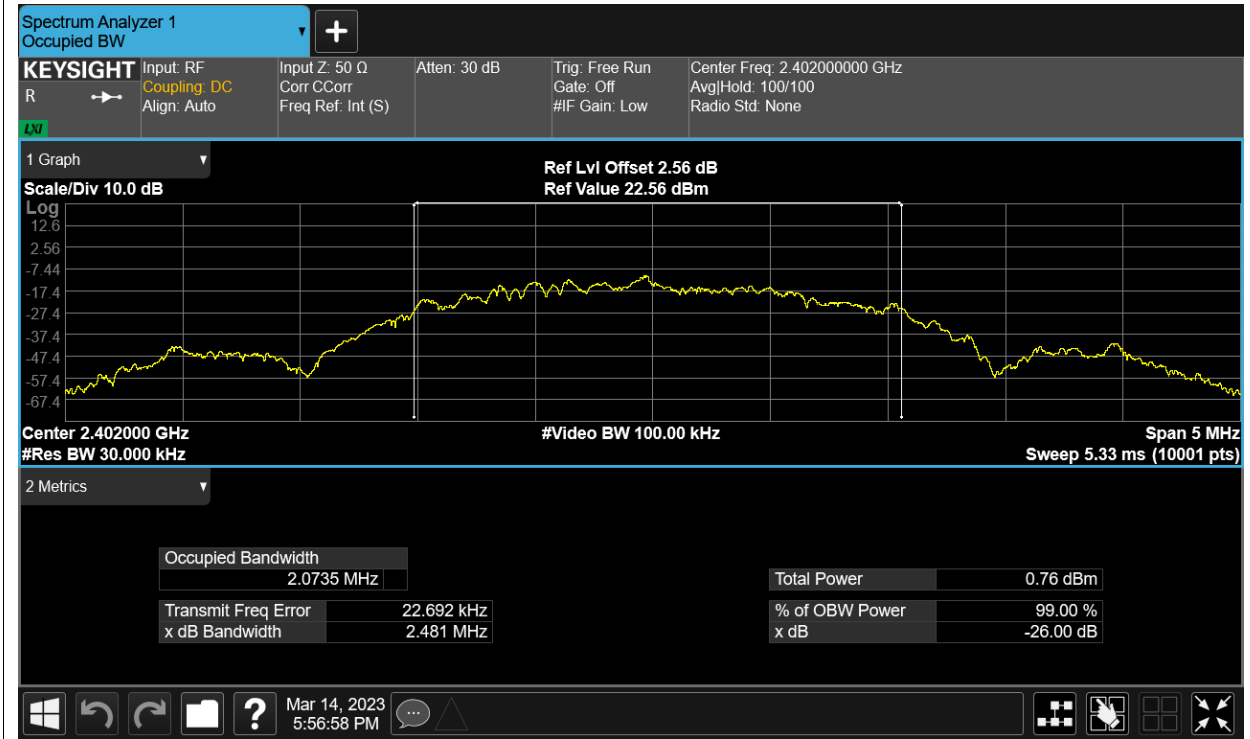 Spectrum Analyzer 1
Occupied BW
KEYSIGHT
R
LXI
Input: RF
Coupling: DC
Align: Auto
Input Z: 50 Ω
Corr CCorr
Freq Ref: Int (S)
Atten: 30 dB
Trig: Free Run
Gate: Off
#IF Gain: Low
Center Freq: 2.402000000 GHz
Avg|Hold: 100/100
Radio Std: None
1 Graph
Scale/Div 10.0 dB
Ref Lvl Offset 2.56 dB
Ref Value 22.56 dBm
Log
12.6
2.56
-7.44
-17.4
-27.4
-37.4
-47.4
-57.4
-67.4
Center 2.402000 GHz
#Video BW 100.00 kHz
Span 5 MHz
#Res BW 30.000 kHz
Sweep 5.33 ms (10001 pts)
2 Metrics
Occupied Bandwidth
2.0735 MHz
Total Power 0.76 dBm
Transmit Freq Error 22.692 kHz
% of OBW Power 99.00 %
x dB Bandwidth 2.481 MHz
x dB -26.00 dB
?
Mar 14, 2023
5:56:58 PM